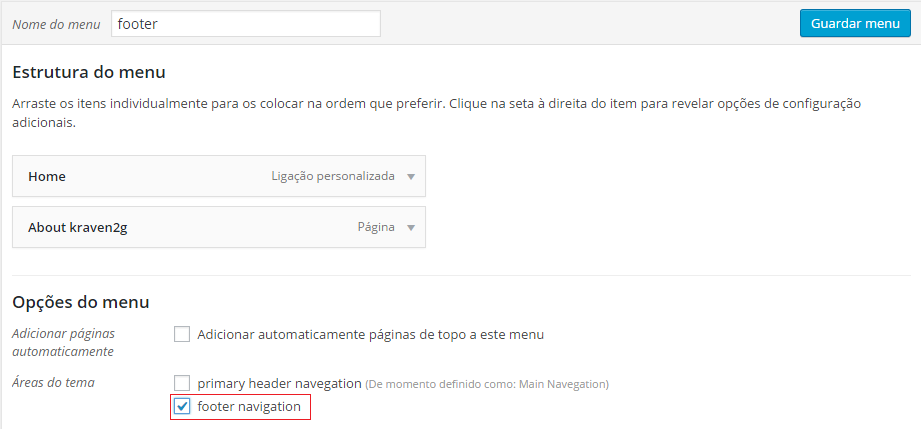 Nome do menu footer Guardar menu
Estrutura do menu
Arraste os itens individualmente para os colocar na ordem que preferir. Clique na seta à direita do item para revelar opções de configuração
adicionais.
Home Ligação personalizada
About kraven2g Página
Opções do menu
Adicionar páginas
automaticamente
Adicionar automaticamente páginas de topo a este menu
Áreas do tema
primary header navegation (De momento definido como: Main Navegation)
footer navigation